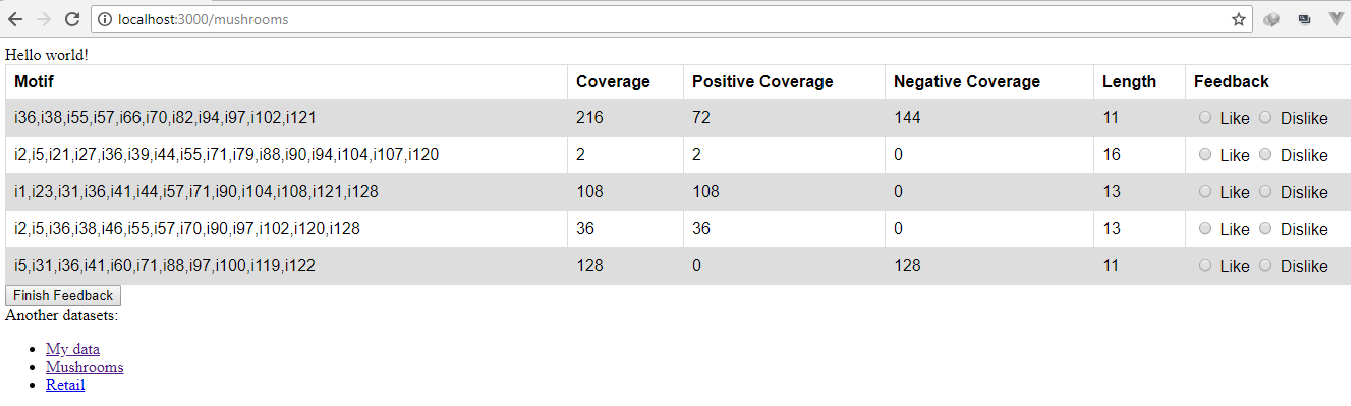 localhost:3000/mushrooms
Hello world!
Motif Coverage Positive Coverage Negative Coverage Length Feedback
i36,i38,i55,i57,i66,i70,i82,i94,i97,i102,i121 216 72 144 11 Like Dislike
i2,i5,i21,i27,i36,i39,i44,i55,i71,i79,i88,i90,i94,i104,i107,i120 2 2 0 16 Like Dislike
i1,i23,i31,i36,i41,i44,i57,i71,i90,i104,i108,i121,i128 108 108 0 13 Like Dislike
i2,i5,i36,i38,i46,i55,i57,i70,i90,i97,i102,i120,i128 36 36 0 13 Like Dislike
i5,i31,i36,i41,i60,i71,i88,i97,i100,i119,i122 128 0 128 11 Like Dislike
Finish Feedback
Another datasets:
My data
Mushrooms
Retail